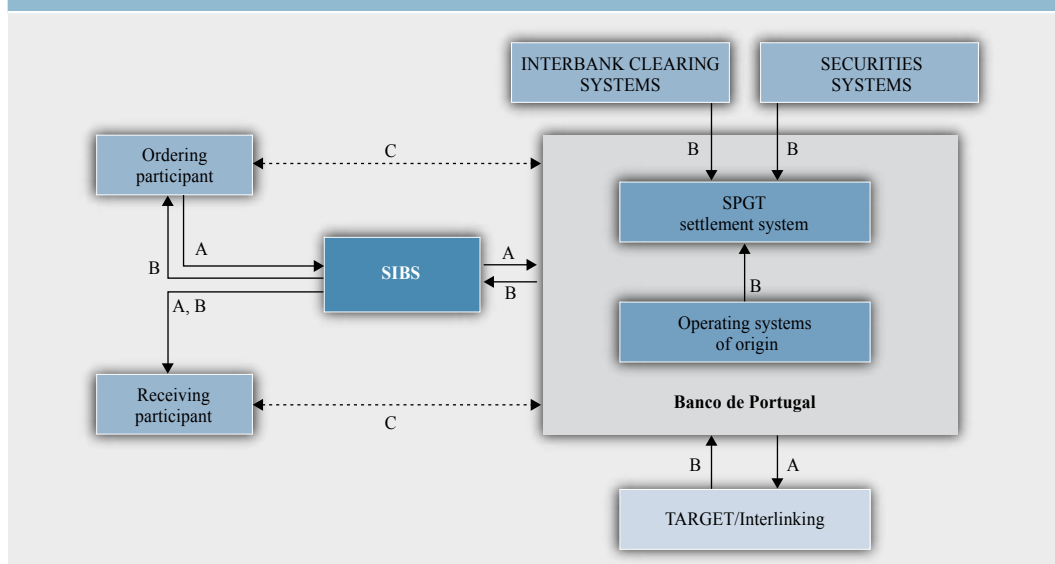 INTERBANK CLEARING
SYSTEMS
SECURITIES
SYSTEMS
Ordering
participant
C
B
B
SPGT
settlement system
A
B
SIBS
A
B
A, B
B
Operating systems
of origin
Receiving
participant
C
Banco de Portugal
B
A
TARGET/Interlinking